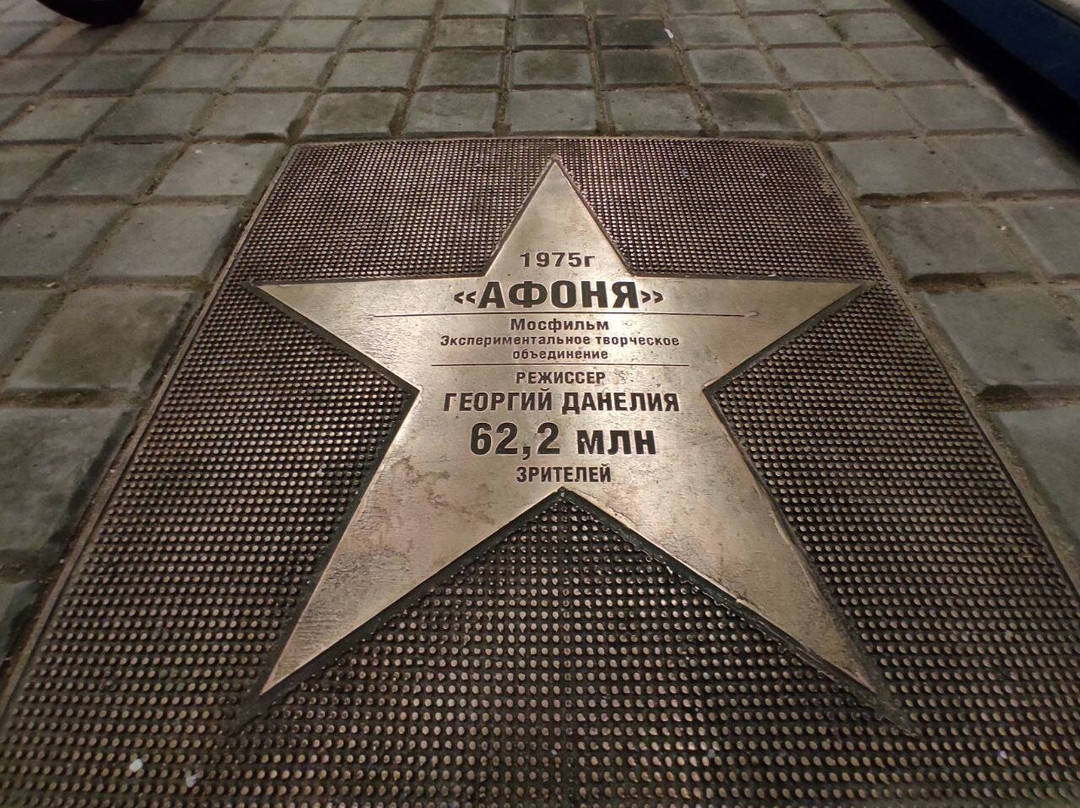 1975г
«АФОНЯ»
Мосфильм
Экспериментальное творческое
объединение
РЕЖИССЕР
ГЕОРГИЙ ДАНЕЛИЯ
62,2 МЛН
ЗРИТЕЛЕЙ